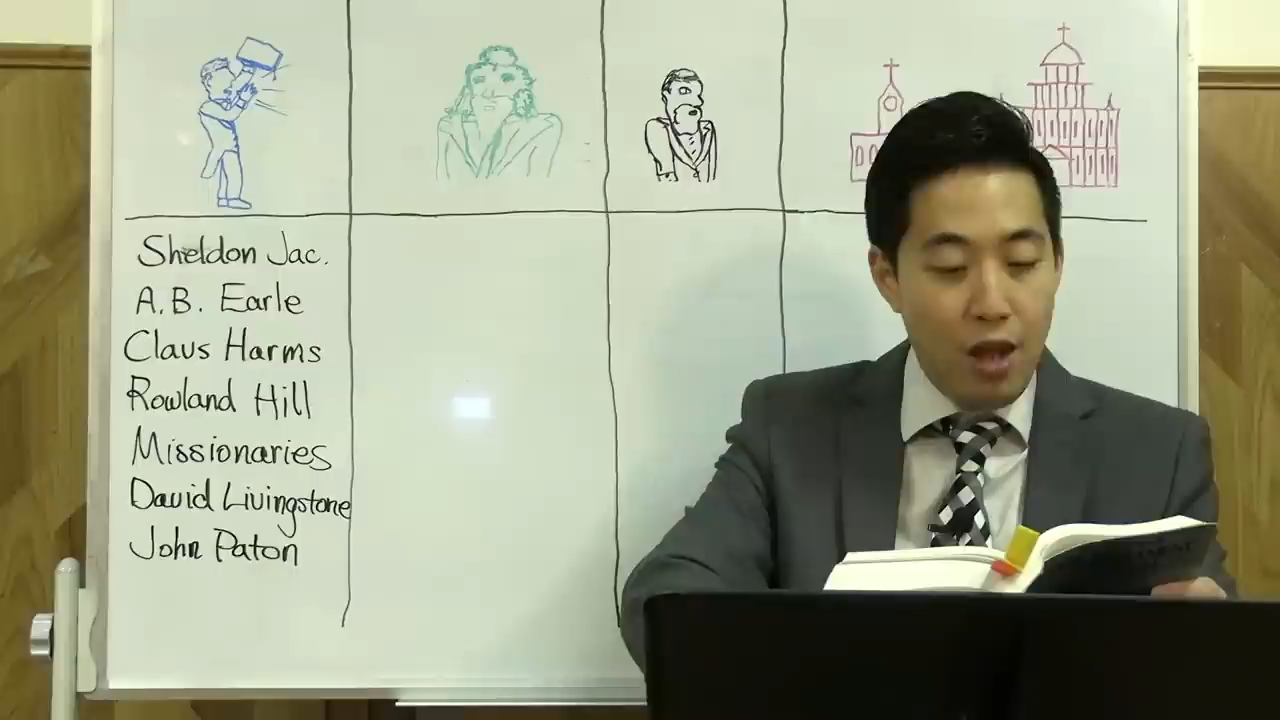 Sheldon Jac.
A.B. Earle
Claus Harms
Rowland Hill
Missionaries
David Livingstone
John Paton